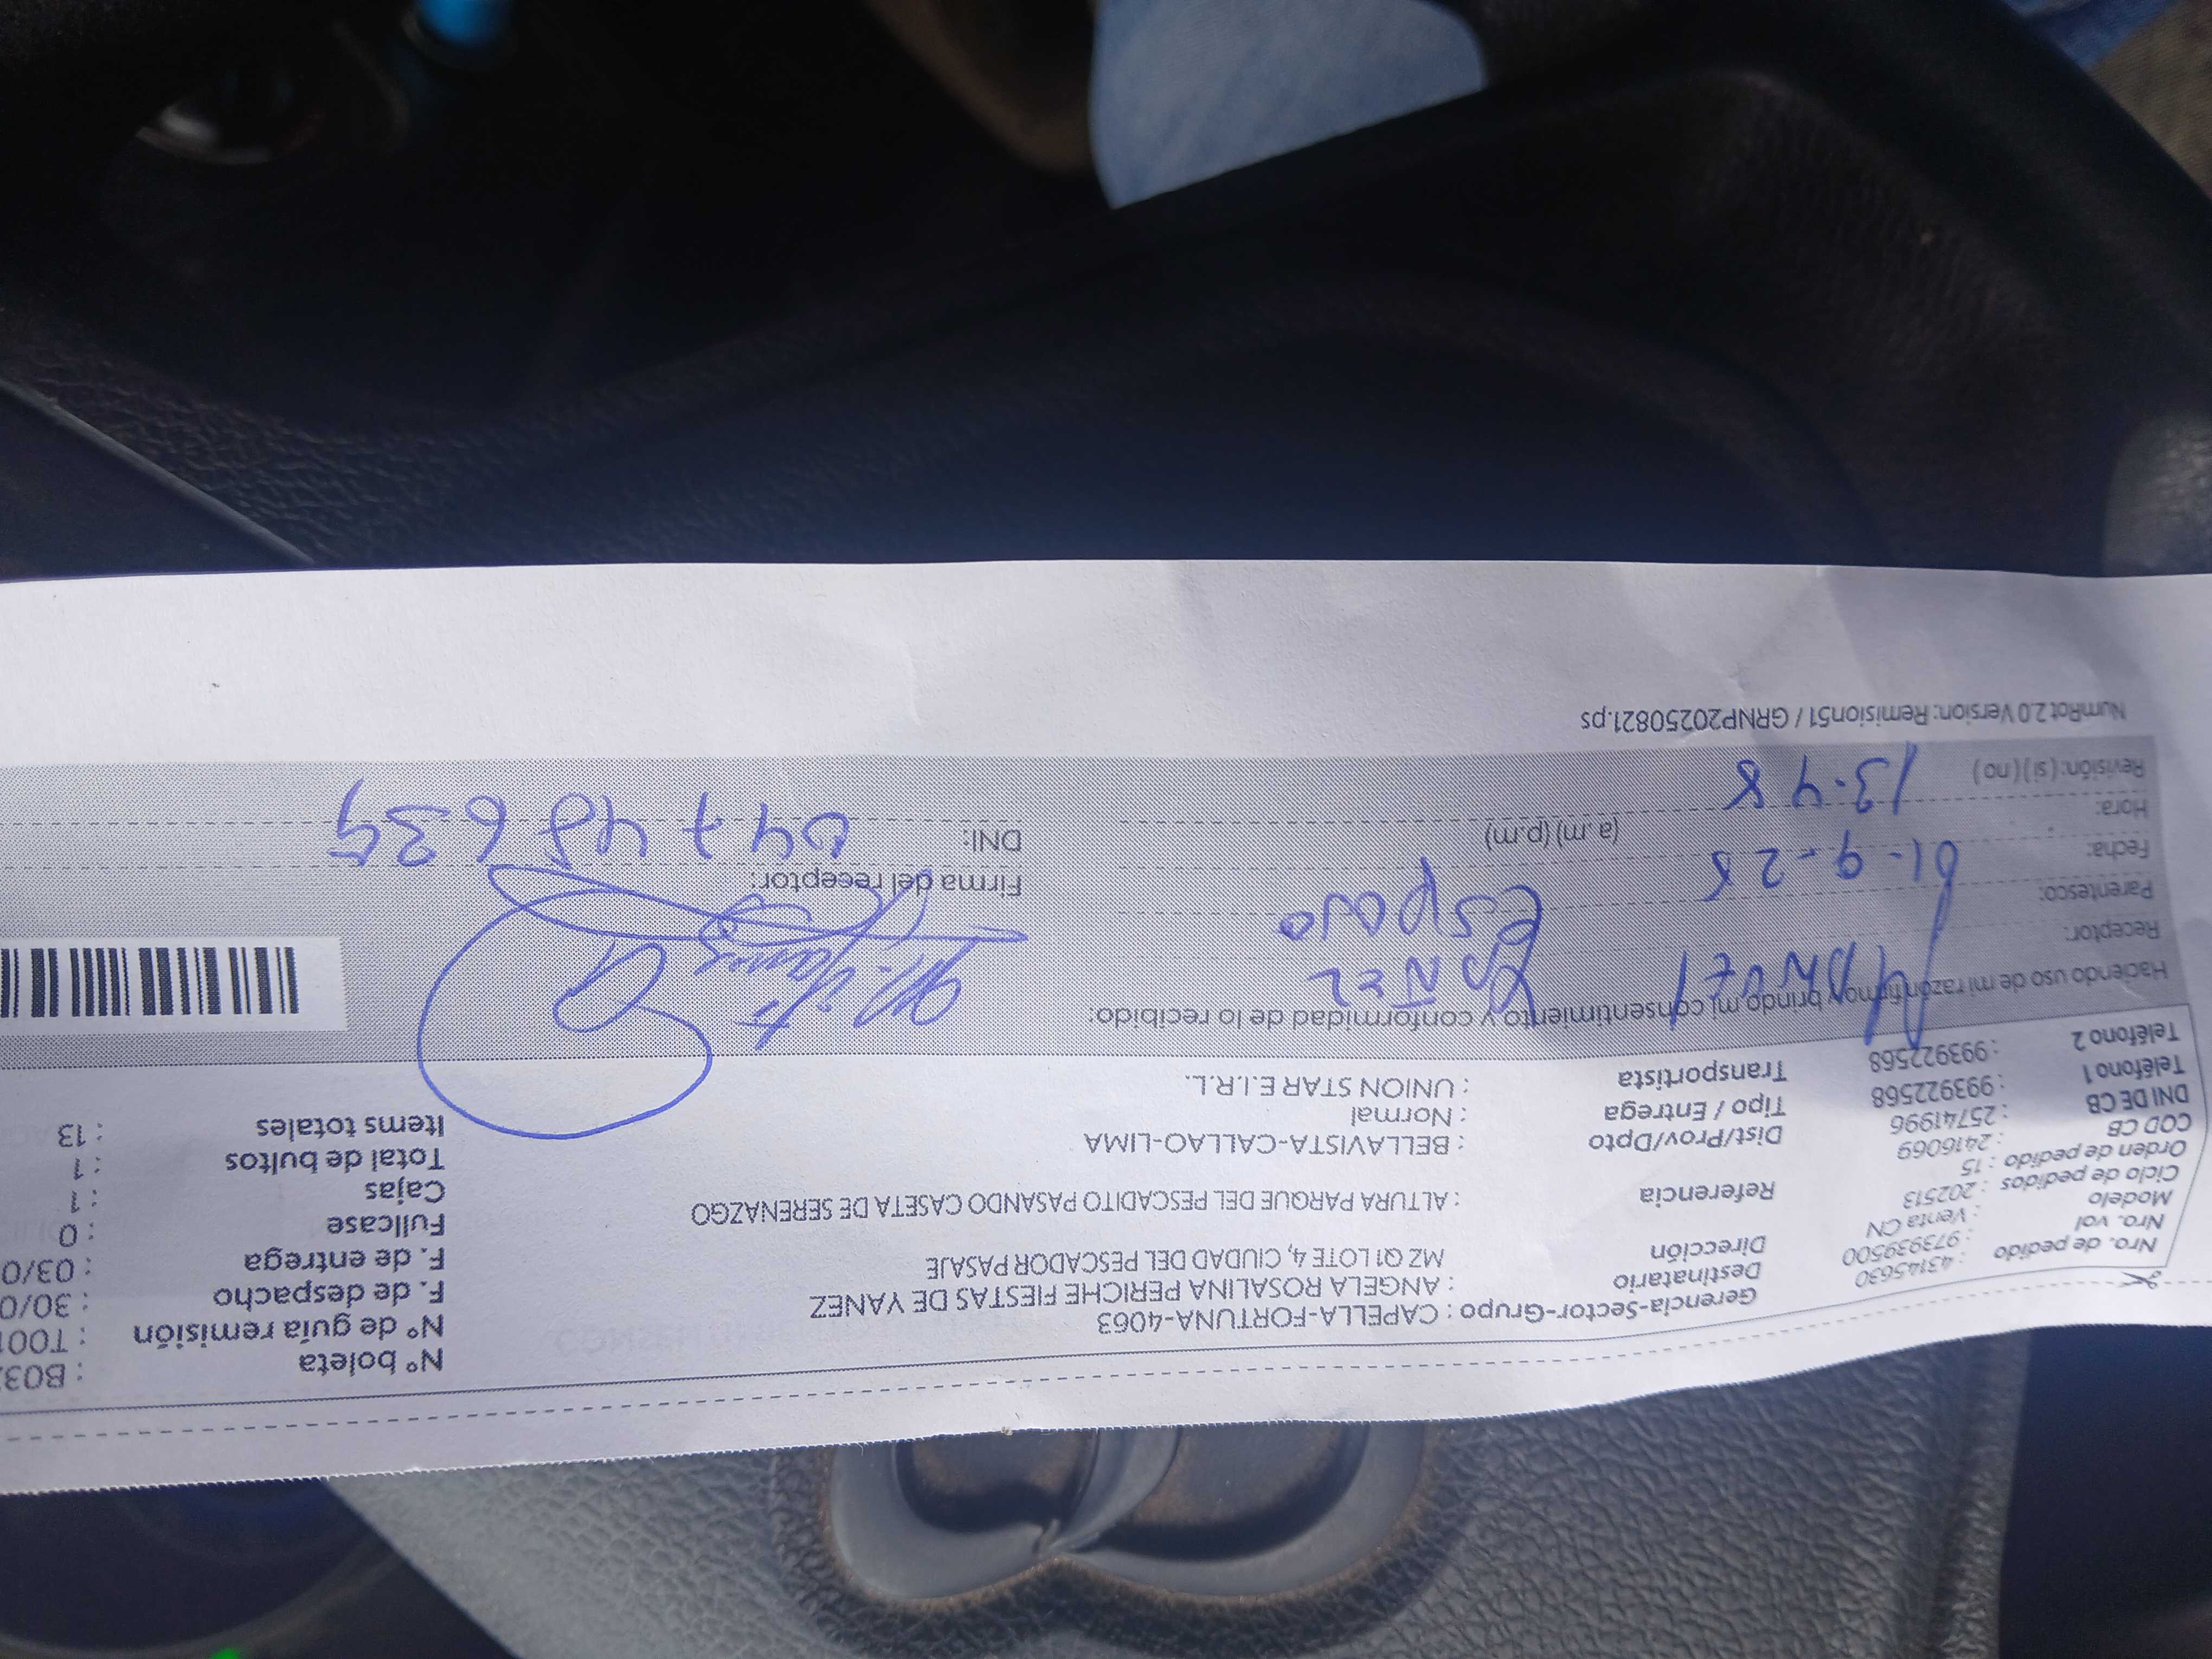 Nro. de pedido : 43145630
Nro. val : 973939500
Modelo : Venta CN
Ciclo de pedidos : 202513
Orden de pedido : 15
COD CB : 2416069
DNI DE CB : 25741996
Teléfono 1 : 993922568
Teléfono 2 : 993922568
Gerencia-Sector-Grupo : CAPELLA-FORTUNA-4063
Destinatario : ANGELA ROSALINA PERICHE FIESTAS DE YANEZ
Dirección MZ Q1 LOTE 4, CIUDAD DEL PESCADOR PASAJE
Referencia : ALTURA PARQUE DEL PESCADITO PASANDO CASETA DE SERENAZGO
Dist/Prov/Dpto : BELLAVISTA-CALLAO-LIMA
Tipo / Entrega : Normal
Transportista : UNION STAR E.I.R.L.
N° boleta : B03
N° de guía remisión : T001
F. de despacho : 30/0
F. de entrega : 03/0
Fullcase : 0
Cajas : 1
Total de bultos : 1
Items totales : 13
Haciendo uso de mi razón firmo y brindo mi consentimiento y conformidad de lo recibido:
Receptor: Manuel Yañez
Parentesco: Esposo
Fecha: 01-9-25
Hora: 13.48 (a.m) (p.m)
Revisión: ( si ) ( no )
Firma del receptor:
DNI:
NumRot 2.0 Version: Remision51 / GRNP20250821.ps